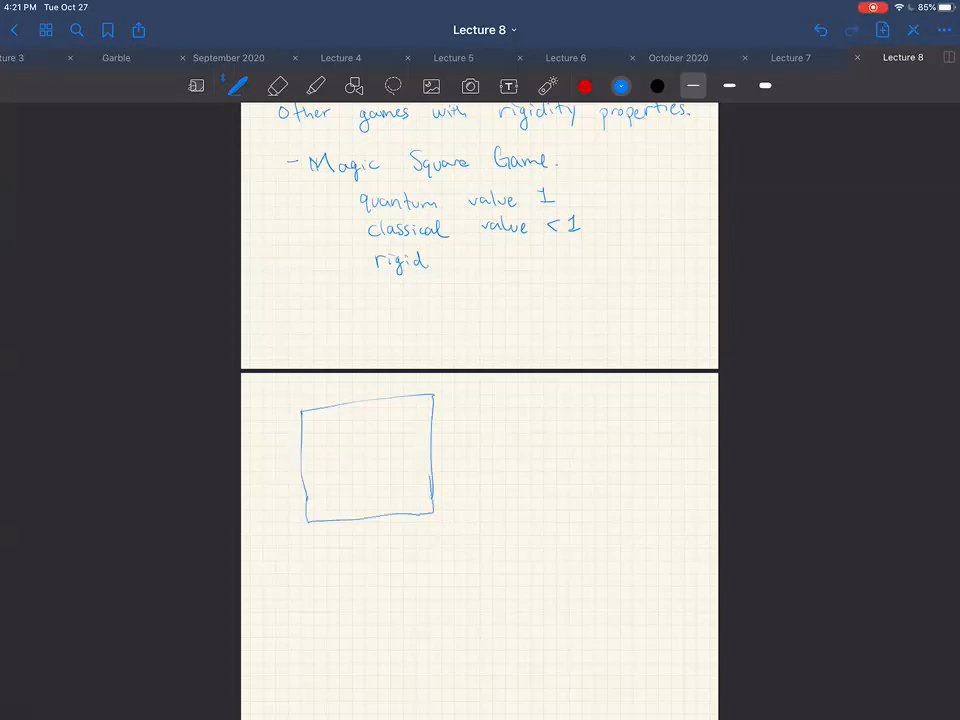 4:21 PM Tue Oct 27
85%
Lecture 8
ure 3
Garble
September 2020
Lecture 4
Lecture 5
Lecture 6
October 2020
Lecture 7
Lecture 8
Other games with rigidity properties.
- Magic Square Game.
quantum value 1
classical value < 1
rigid